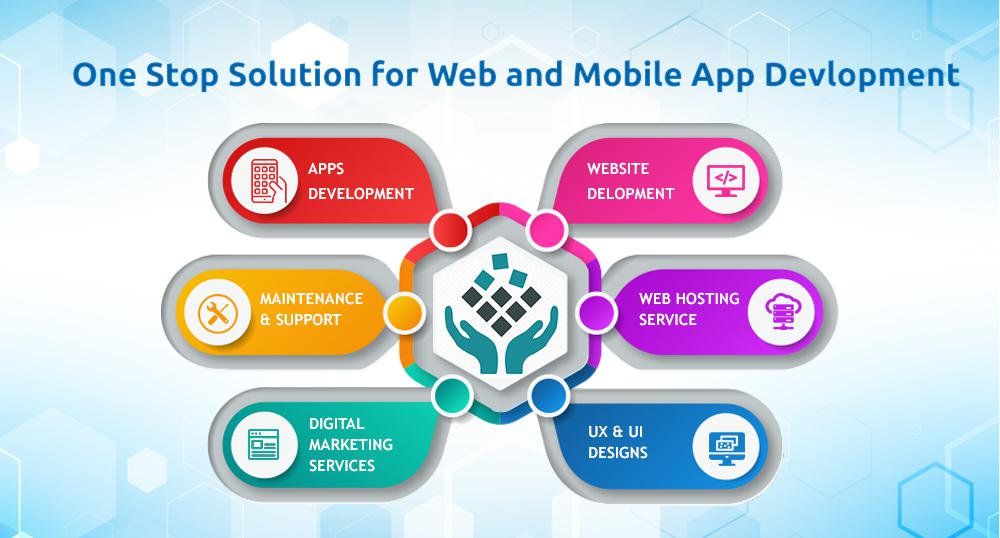 One Stop Solution for Web and Mobile App Devlopment
APPS
DEVELOPMENT
WEBSITE
DELOPMENT
MAINTENANCE
& SUPPORT
WEB HOSTING
SERVICE
DIGITAL
MARKETING
SERVICES
UX & UI
DESIGNS